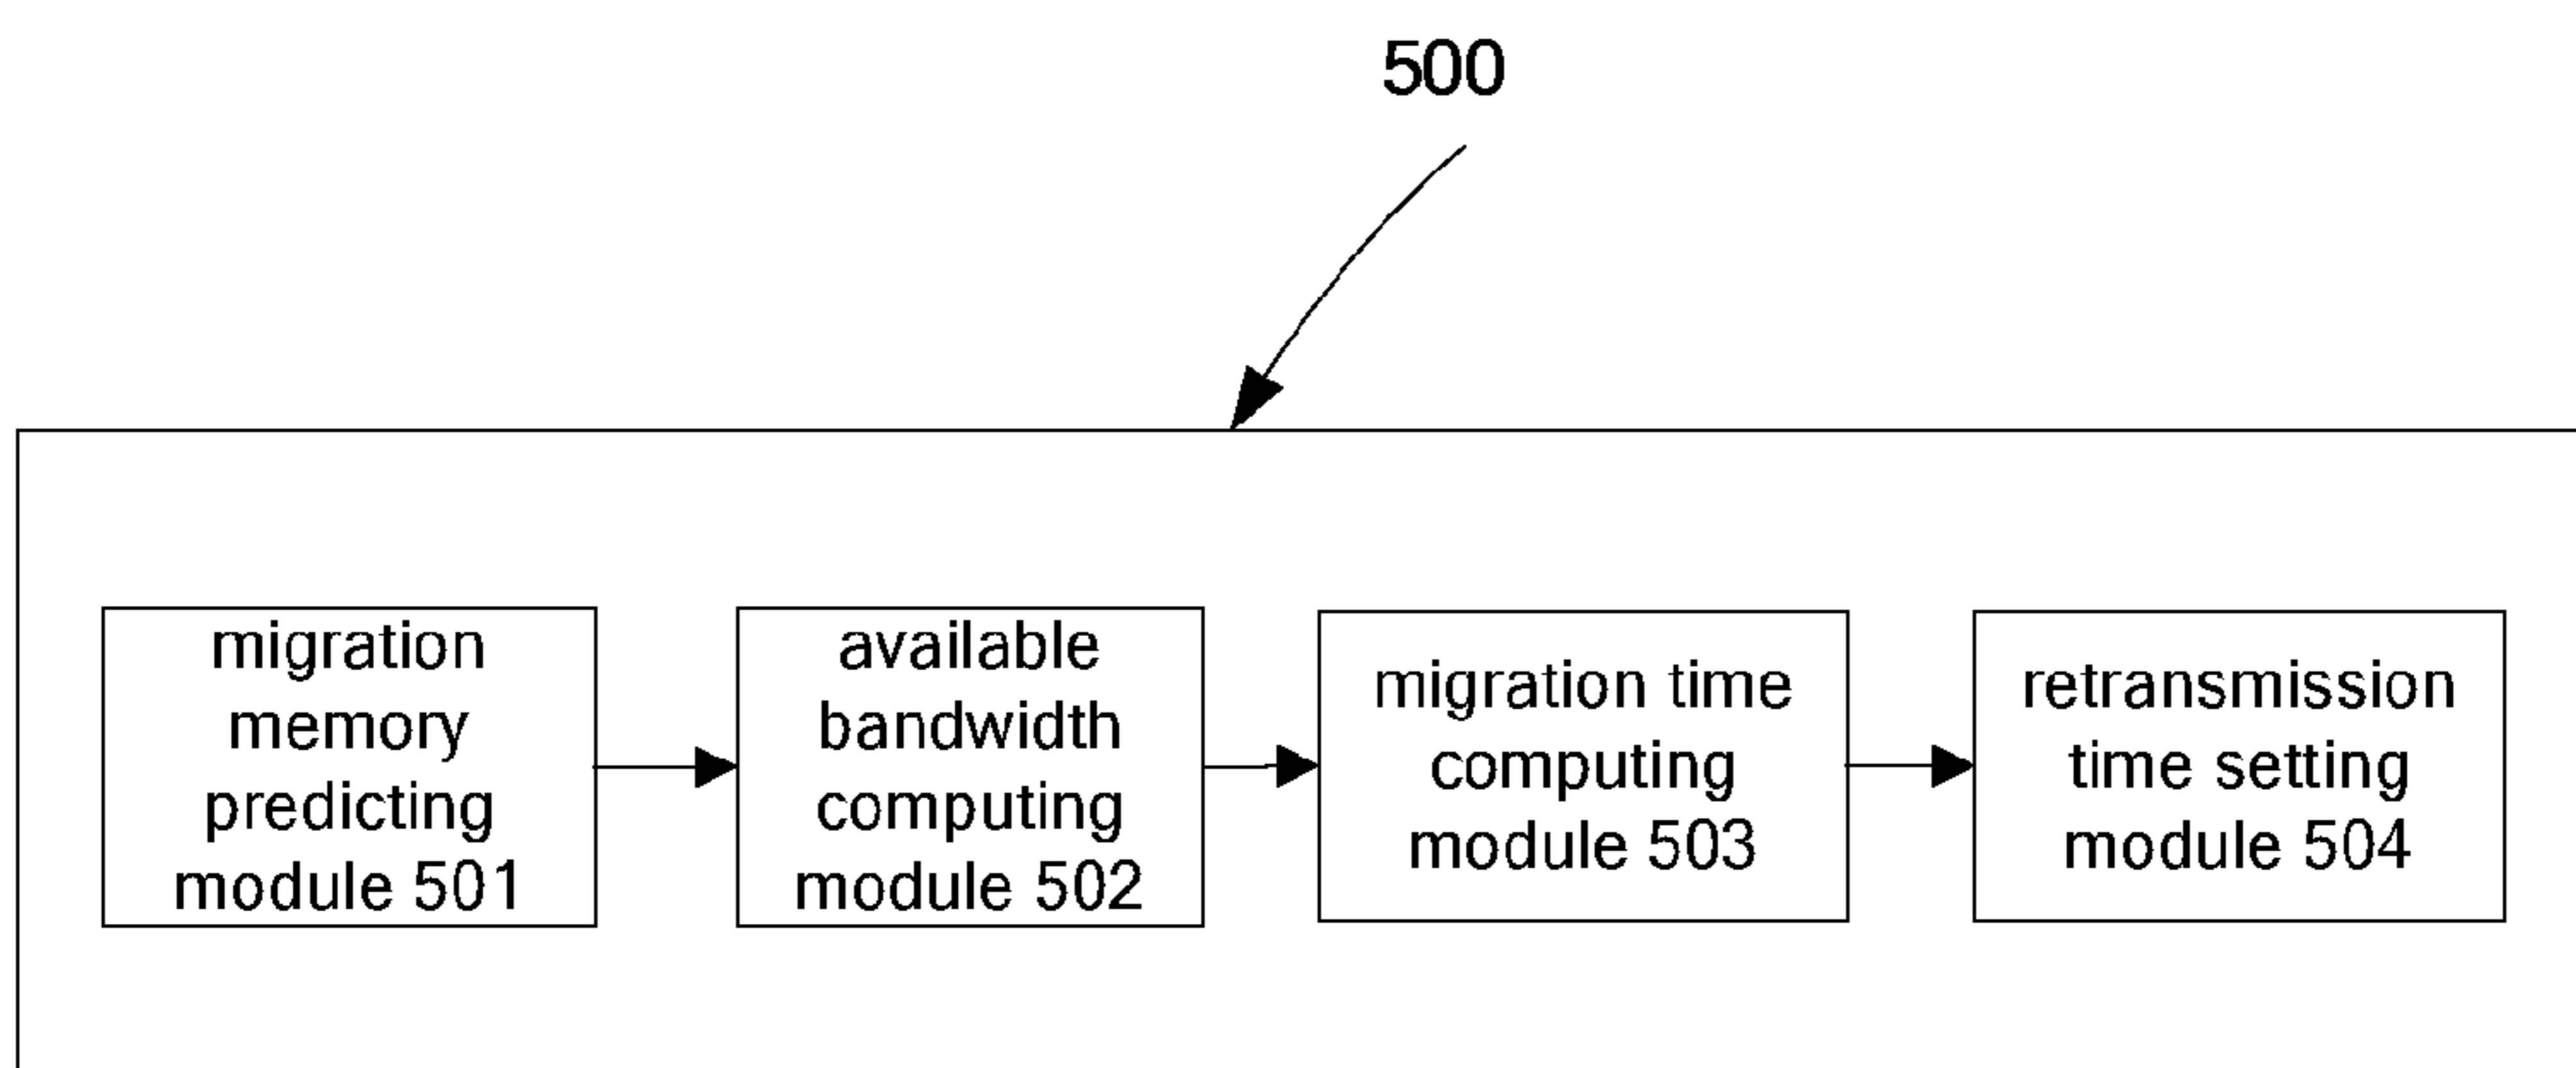 500
migration
memory
predicting
module 501
available
bandwidth
computing
module 502
migration time
computing
module 503
retransmission
time setting
module 504